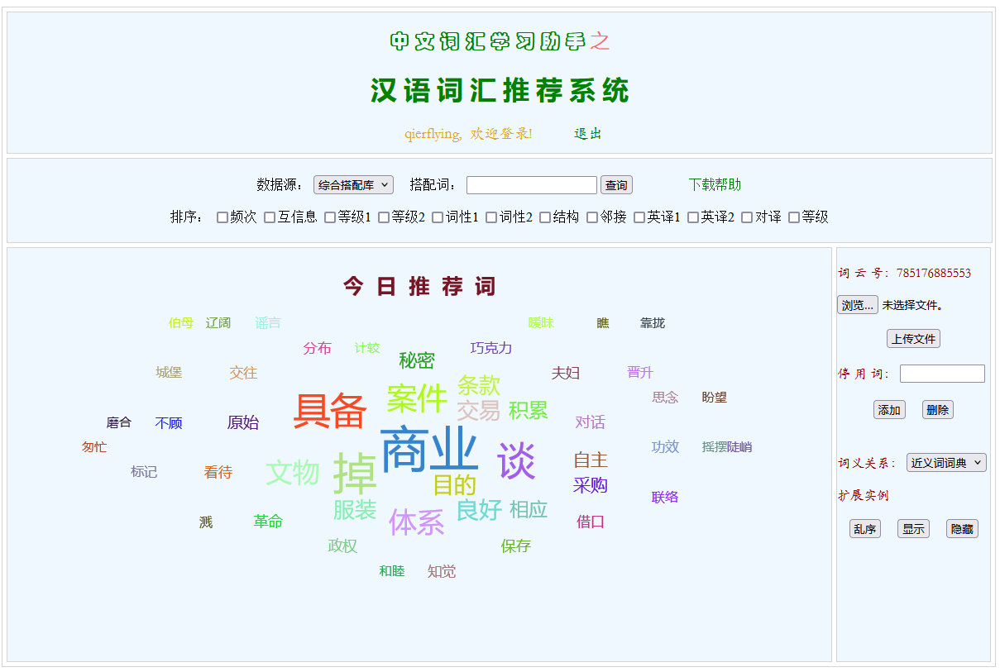 中文词汇学习助手之
汉语词汇推荐系统
qierflying, 欢迎登录! 退出
数据源： 综合搭配库 搭配词： 查询 下载帮助
排序： 频次 互信息 等级1 等级2 词性1 词性2 结构 邻接 英译1 英译2 对译 等级
今日推荐词
伯母 辽阔 谣言 暧昧 瞧 靠拢
分布 计较 巧克力
秘密
城堡 交往 夫妇 晋升
条款
案件 思念 盼望
具备 交易 积累
磨合 不顾 原始 对话
匆忙 商业 功效 摇摆 陡峭
谈 自主
标记 看待 文物 掉
目的 采购
联络
服装 良好 相应
溅 革命 体系 借口
政权 保存
和睦 知觉
词 云 号：785176885553
浏览... 未选择文件。
上传文件
停 用 词：
添加 删除
词义关系： 近义词词典
扩展实例
乱序 显示 隐藏